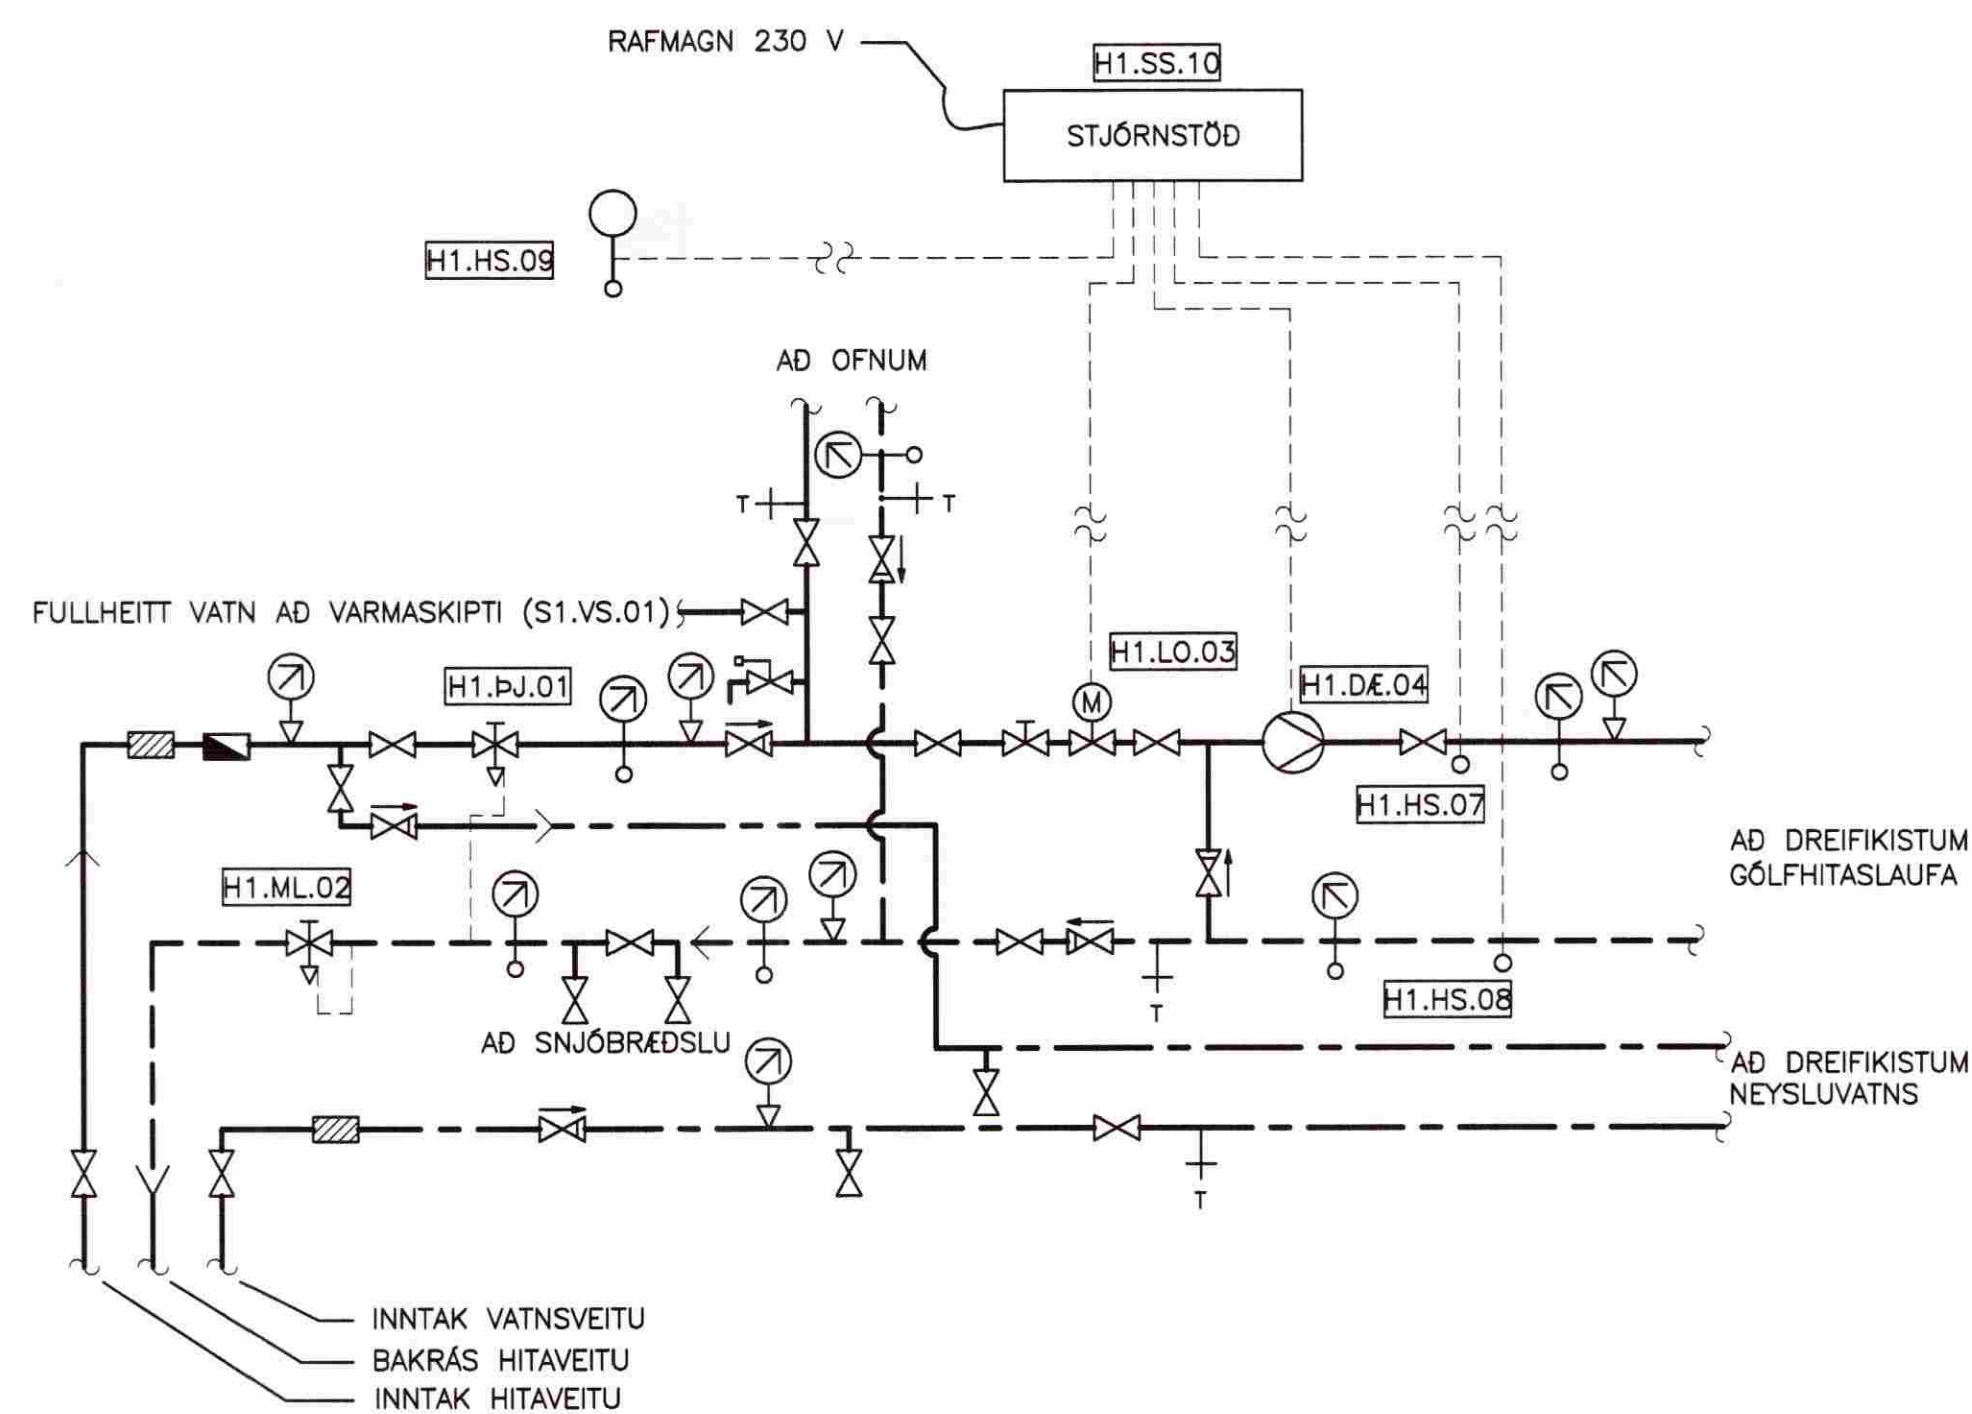 RAFMAGN 230 V
H1.SS.10
STJÓRNSTÖÐ
H1.HS.09
AÐ OFNUM
T
T
FULLHEITT VATN AÐ VARMASKIPTI (S1.VS.01)
H1.ÞJ.01
H1.LO.03
M
H1.DÆ.04
H1.HS.07
AÐ DREIFIKISTUM
GÓLFHITASLAUFA
H1.ML.02
H1.HS.08
T
AÐ SNJÓBRÆÐSLU
AÐ DREIFIKISTUM
NEYSLUVATNS
T
INNTAK VATNSVEITU
BAKRÁS HITAVEITU
INNTAK HITAVEITU